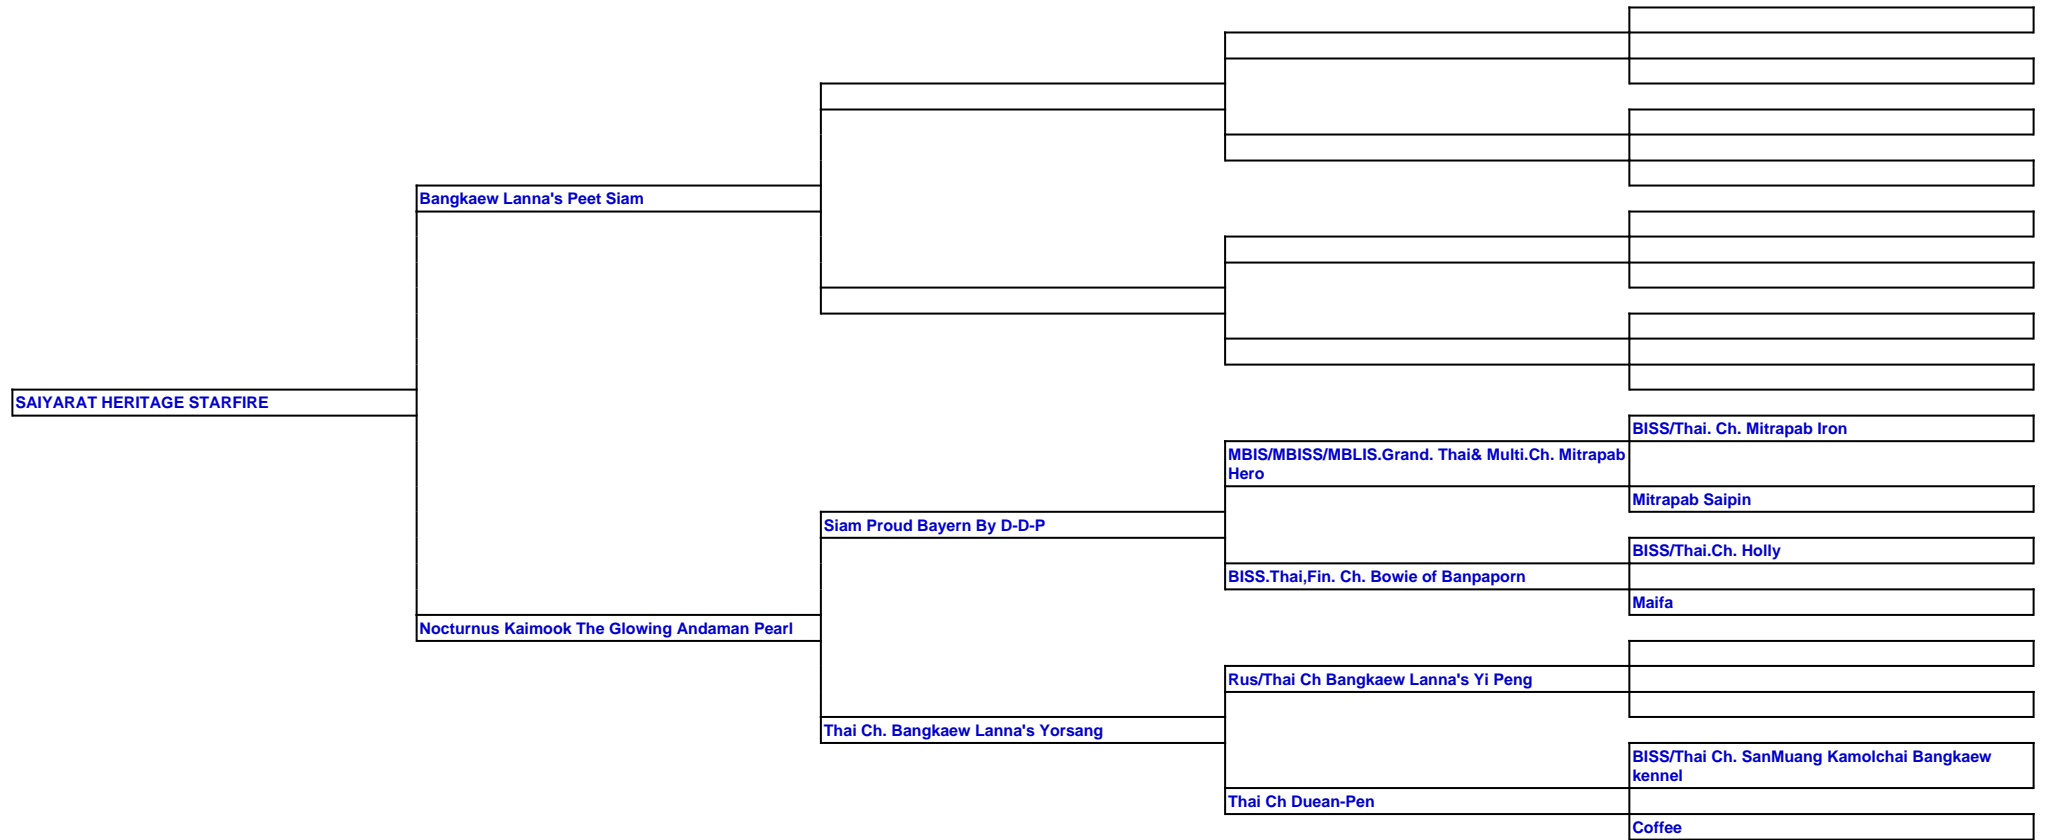 Bangkaew Lanna's Peet Siam
SAIYARAT HERITAGE STARFIRE
BISS/Thai. Ch. Mitrapab Iron
MBIS/MBISS/MBLIS.Grand. Thai& Multi.Ch. Mitrapab
Hero
Mitrapab Saipin
Siam Proud Bayern By D-D-P
BISS/Thai.Ch. Holly
BISS.Thai,Fin. Ch. Bowie of Banpaporn
Maifa
Nocturnus Kaimook The Glowing Andaman Pearl
Rus/Thai Ch Bangkaew Lanna's Yi Peng
Thai Ch. Bangkaew Lanna's Yorsang
BISS/Thai Ch. SanMuang Kamolchai Bangkaew
kennel
Thai Ch Duean-Pen
Coffee